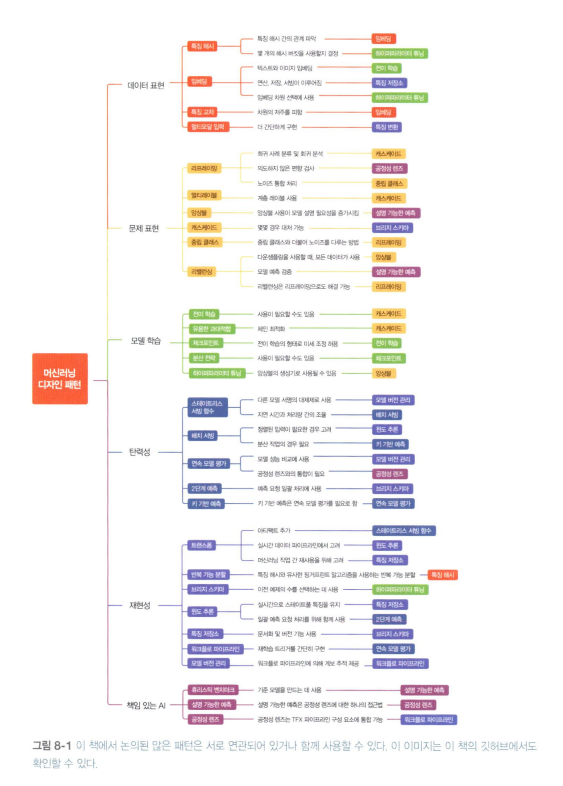 머신러닝
디자인 패턴
데이터 표현
특징 해시
특징 해시 간의 관계 파악
임베딩
몇 개의 해시 버킷을 사용할지 결정
하이퍼파라미터 튜닝
임베딩
텍스트와 이미지 임베딩
전이 학습
연산, 저장, 서빙이 이루어짐
특징 저장소
임베딩 차원 선택에 사용
하이퍼파라미터 튜닝
특징 교차
차원의 저주를 피함
임베딩
멀티모달 입력
더 간단하게 구현
특징 변환
문제 표현
리프레이밍
회귀 사례 분류 및 회귀 분석
캐스케이드
의도하지 않은 편향 검사
공정성 렌즈
노이즈 통합 처리
중립 클래스
멀티레이블
계층 레이블 사용
캐스케이드
앙상블
앙상블 사용이 모델 설명 필요성을 증가시킴
설명 가능한 예측
캐스케이드
몇몇 경우 대처 가능
브리지 스키마
중립 클래스
중립 클래스와 더불어 노이즈를 다루는 방법
리프레이밍
리밸런싱
다운샘플링을 사용할 때, 모든 데이터가 사용
앙상블
모델 예측 검증
설명 가능한 예측
리밸런싱은 리프레이밍으로도 해결 가능
리프레이밍
모델 학습
전이 학습
사용이 필요할 수도 있음
캐스케이드
유용한 과대적합
체인 최적화
캐스케이드
체크포인트
전이 학습의 형태로 미세 조정 허용
전이 학습
분산 전략
사용이 필요할 수도 있음
체크포인트
하이퍼파라미터 튜닝
앙상블의 생성기로 사용될 수 있음
앙상블
탄력성
스테이트리스
서빙 함수
다른 모델 서명의 대체제로 사용
모델 버전 관리
지연 시간과 처리량 간의 조율
배치 서빙
배치 서빙
정렬된 입력이 필요한 경우 고려
윈도 추론
분산 작업의 경우 필요
키 기반 예측
연속 모델 평가
모델 성능 비교에 사용
모델 버전 관리
공정성 렌즈와의 통합이 필요
공정성 렌즈
2단계 예측
예측 요청 일괄 처리에 사용
브리지 스키마
키 기반 예측
키 기반 예측은 연속 모델 평가를 필요로 함
연속 모델 평가
재현성
트랜스폼
아티팩트 추가
스테이트리스 서빙 함수
실시간 데이터 파이프라인에서 고려
윈도 추론
머신러닝 작업 간 재사용을 위해 고려
특징 저장소
반복 가능 분할
특징 해시와 유사한 핑거프린트 알고리즘을 사용하는 반복 가능 분할
특징 해시
브리지 스키마
이전 예제의 수를 선택하는 데 사용
하이퍼파라미터 튜닝
윈도 추론
실시간으로 스테이트풀 특징을 유지
특징 저장소
일괄 예측 요청 처리를 위해 함께 사용
2단계 예측
특징 저장소
문서화 및 버전 기능 사용
브리지 스키마
워크플로 파이프라인
재학습 트리거를 간단히 구현
연속 모델 평가
모델 버전 관리
워크플로 파이프라인에 의해 계보 추적 제공
워크플로 파이프라인
책임 있는 AI
휴리스틱 벤치마크
기준 모델을 만드는 데 사용
설명 가능한 예측
설명 가능한 예측
설명 가능한 예측은 공정성 렌즈에 대한 하나의 접근법
공정성 렌즈
공정성 렌즈
공정성 렌즈는 TFX 파이프라인 구성 요소에 통합 가능
워크플로 파이프라인
그림 8-1 이 책에서 논의된 많은 패턴은 서로 연관되어 있거나 함께 사용할 수 있다. 이 이미지는 이 책의 깃허브에서도
확인할 수 있다.